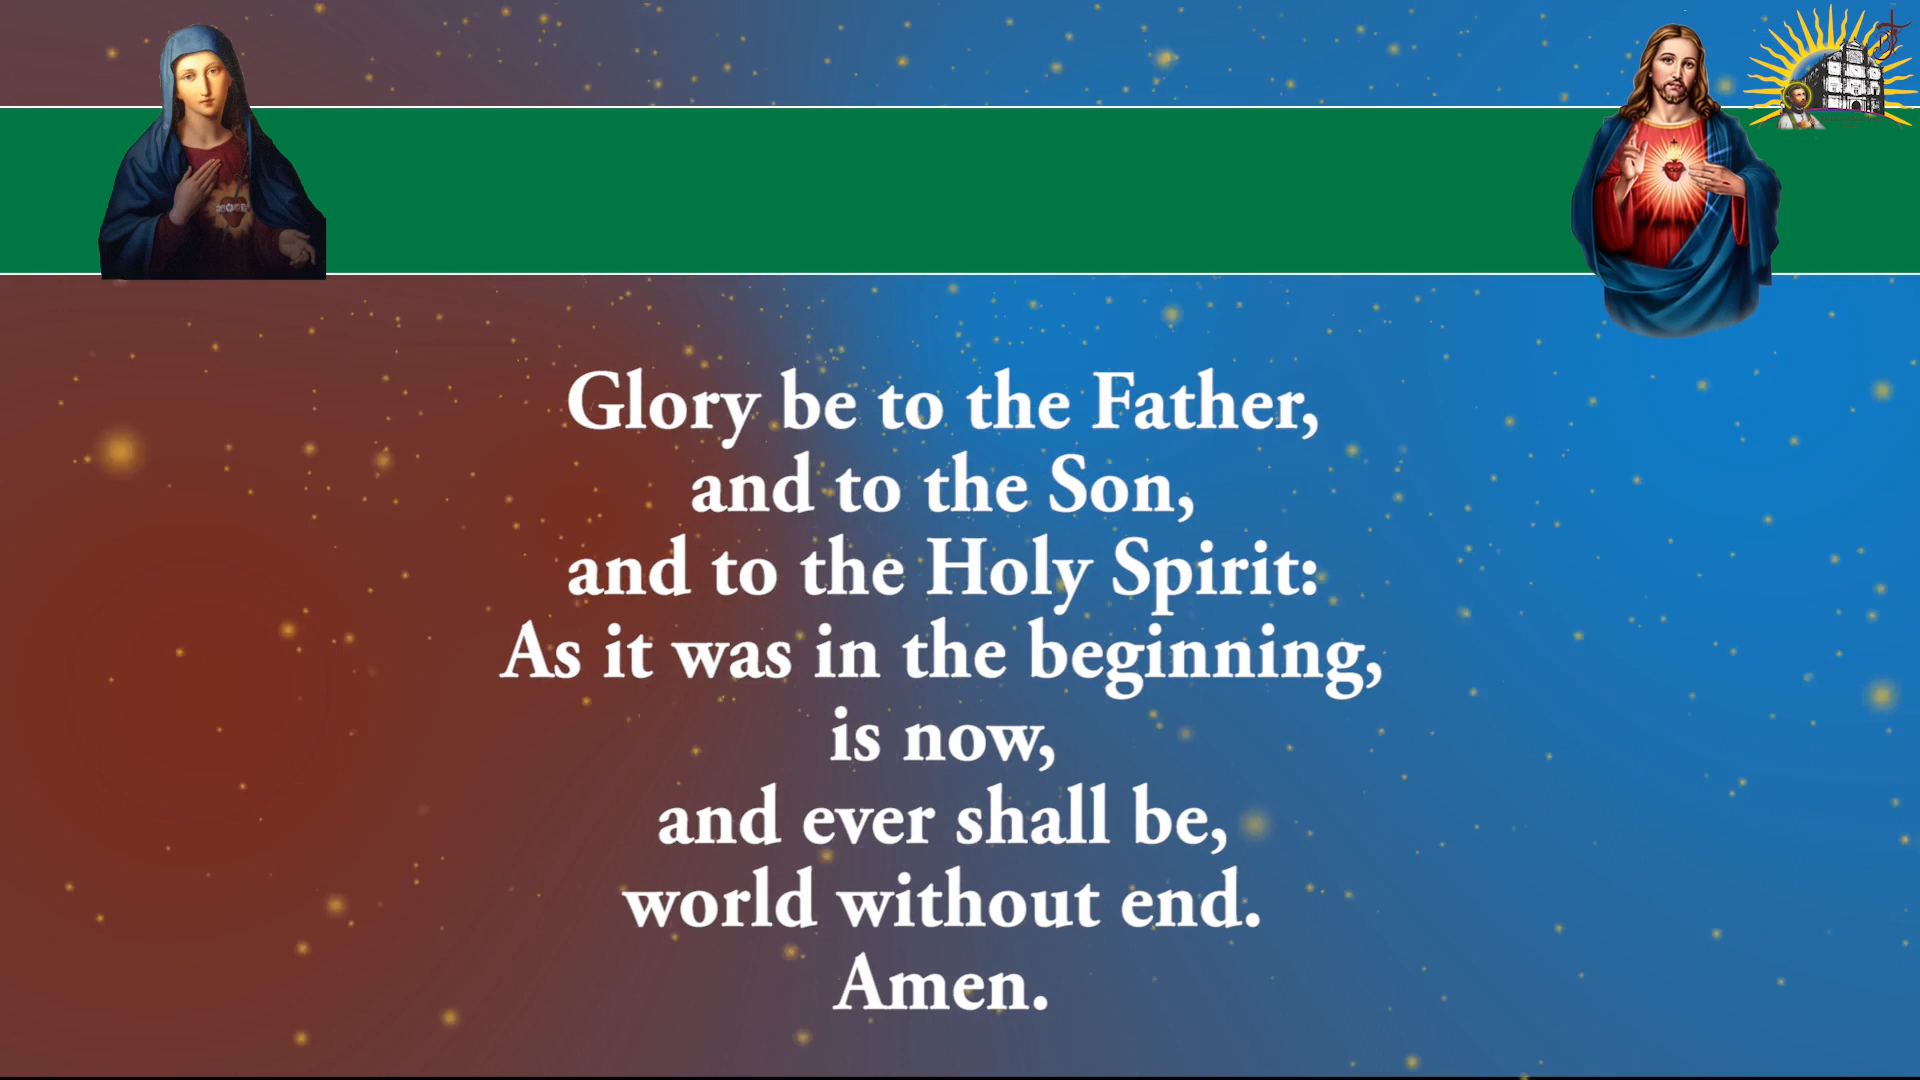 Glory be to the Father,
and to the Son,
and to the Holy Spirit:
As it was in the beginning,
is now,
and ever shall be,
world without end.
Amen.